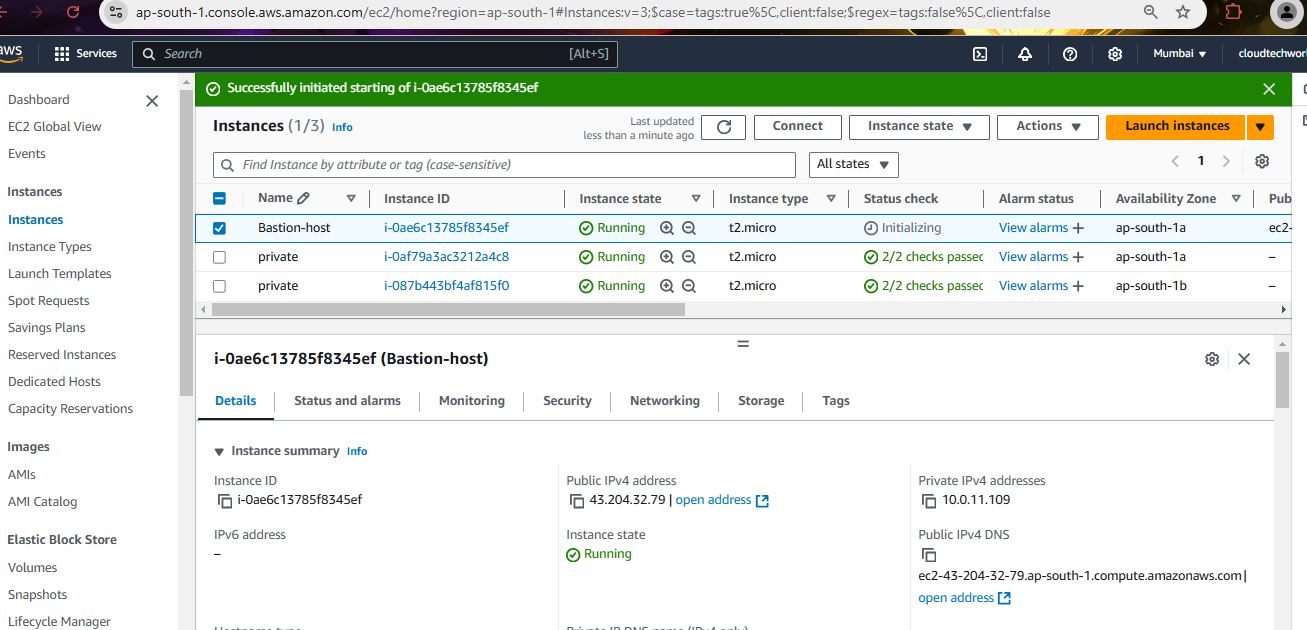 ap-south-1.console.aws.amazon.com/ec2/home?region=ap-south-1#Instances:v=3;$case=tags:true%5C,client:false;$regex=tags:false%5C,client:false
aws Services Search [Alt+S] Mumbai cloudtechwor
Successfully initiated starting of i-0ae6c13785f8345ef
Dashboard
EC2 Global View
Events
Instances
Instances
Instance Types
Launch Templates
Spot Requests
Savings Plans
Reserved Instances
Dedicated Hosts
Capacity Reservations
Images
AMIs
AMI Catalog
Elastic Block Store
Volumes
Snapshots
Lifecycle Manager
Instances (1/3) Info
Last updated
less than a minute ago
Connect Instance state Actions Launch instances
Find Instance by attribute or tag (case-sensitive) All states 1
Name Instance ID Instance state Instance type Status check Alarm status Availability Zone Pub
Bastion-host i-0ae6c13785f8345ef Running t2.micro Initializing View alarms + ap-south-1a ec2-
private i-0af79a3ac3212a4c8 Running t2.micro 2/2 checks passed View alarms + ap-south-1a –
private i-087b443bf4af815f0 Running t2.micro 2/2 checks passed View alarms + ap-south-1b –
i-0ae6c13785f8345ef (Bastion-host)
Details Status and alarms Monitoring Security Networking Storage Tags
Instance summary Info
Instance ID
i-0ae6c13785f8345ef
Public IPv4 address
43.204.32.79 | open address
Private IPv4 addresses
10.0.11.109
IPv6 address
–
Instance state
Running
Public IPv4 DNS
ec2-43-204-32-79.ap-south-1.compute.amazonaws.com |
open address